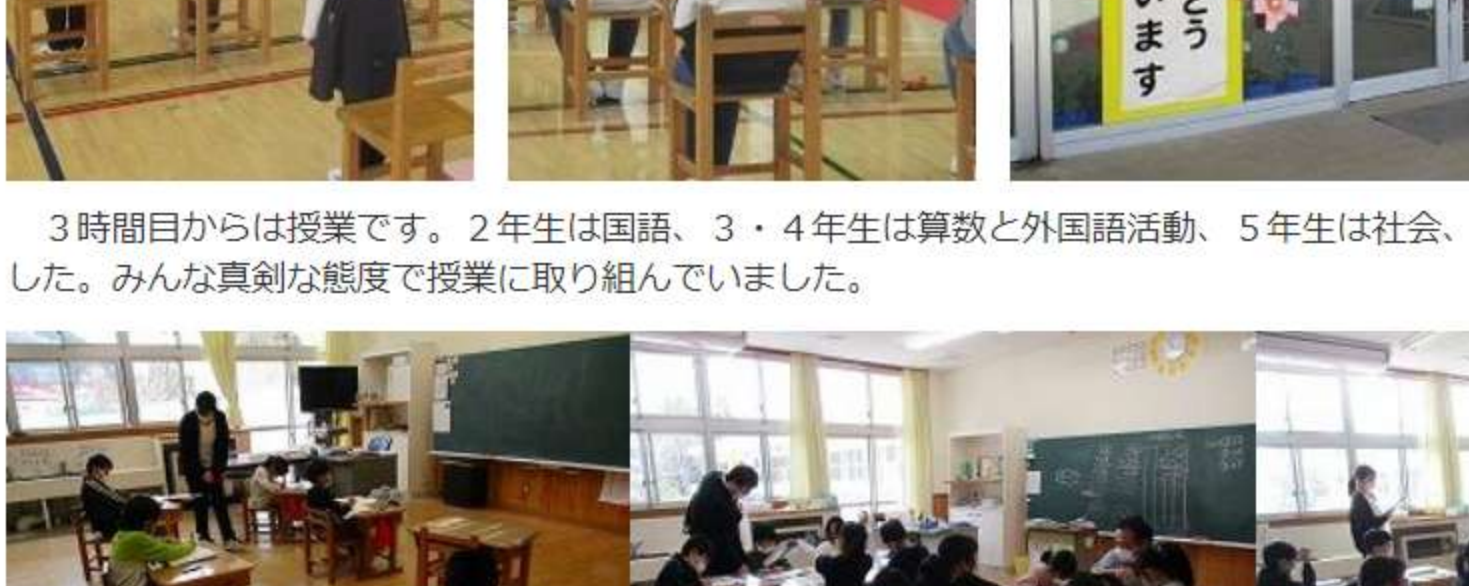 とう
います
３時間目からは授業です。２年生は国語、３・４年生は算数と外国語活動、５年生は社会、
した。みんな真剣な態度で授業に取り組んでいました。